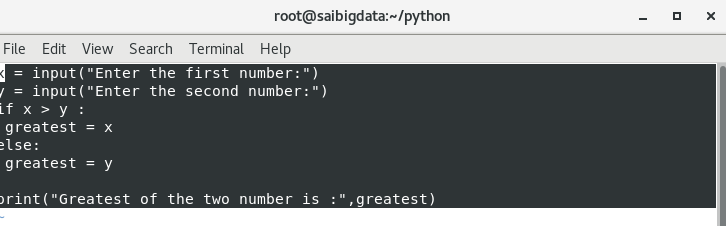 root@saibigdata:~/python
File Edit View Search Terminal Help
x = input("Enter the first number:")
y = input("Enter the second number:")
if x > y :
 greatest = x
else:
 greatest = y
print("Greatest of the two number is :",greatest)
~